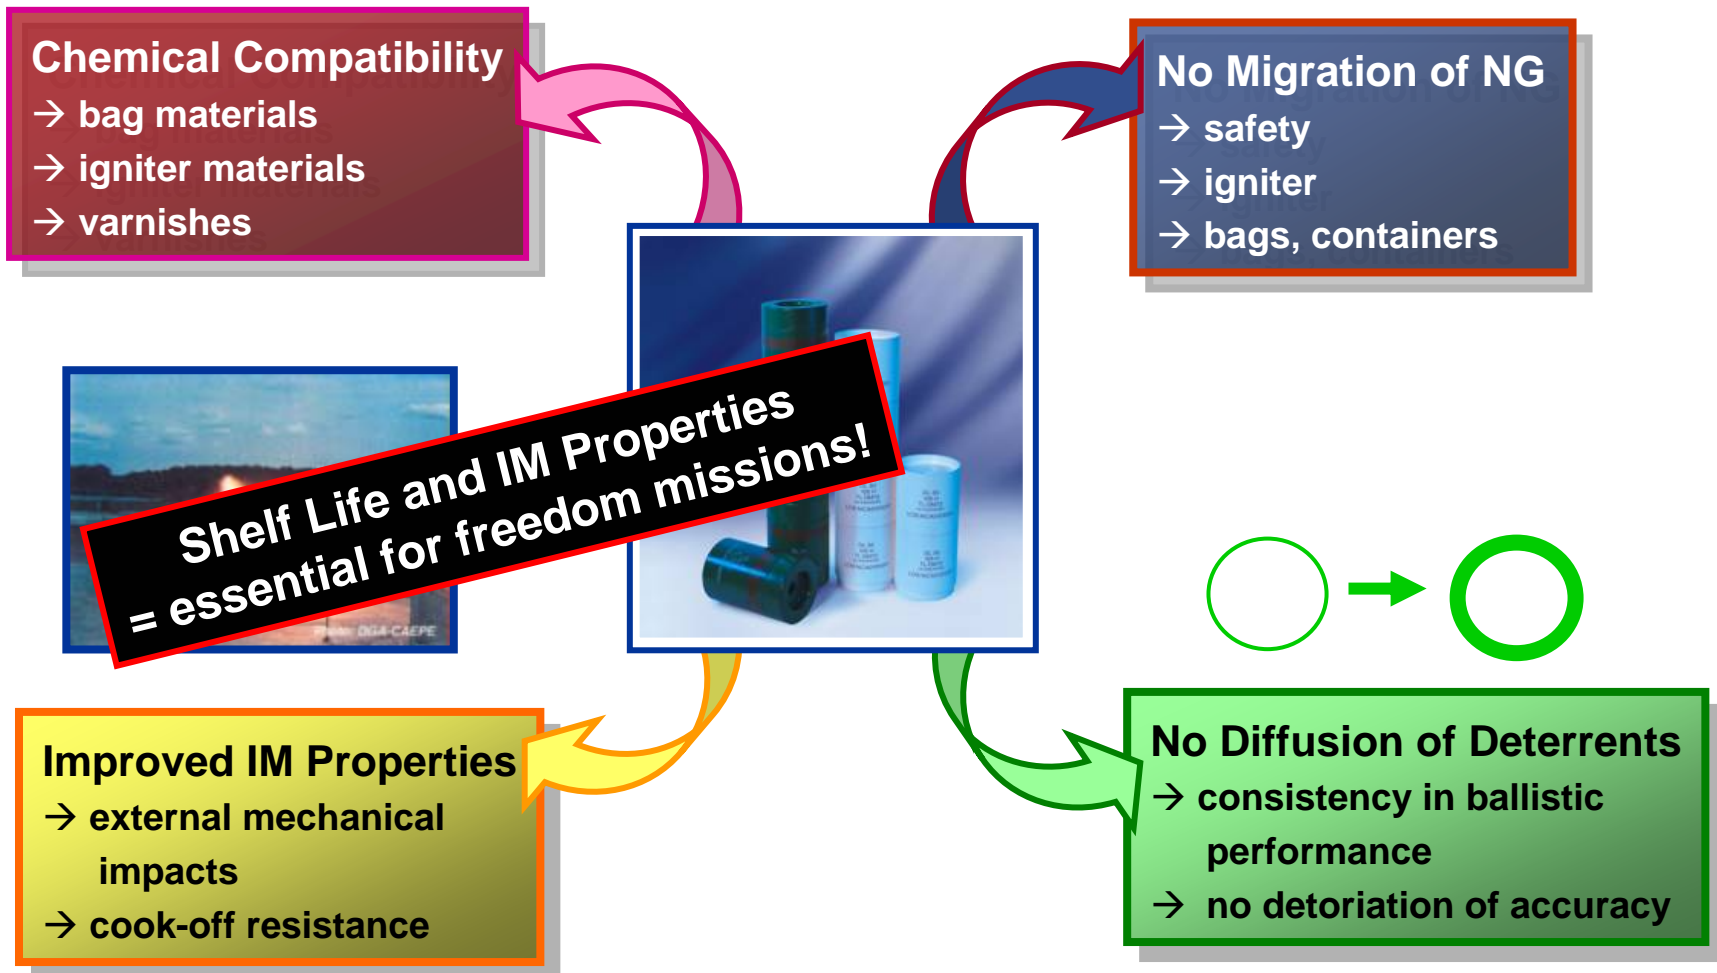 Chemical Compatibility
→ bag materials
→ igniter materials
→ varnishes
No Migration of NG
→ safety
→ igniter
→ bags, containers
Shelf Life and IM Properties
= essential for freedom missions!
DGA-CAEPE
Improved IM Properties
→ external mechanical
impacts
→ cook-off resistance
No Diffusion of Deterrents
→ consistency in ballistic
performance
→ no detoriation of accuracy